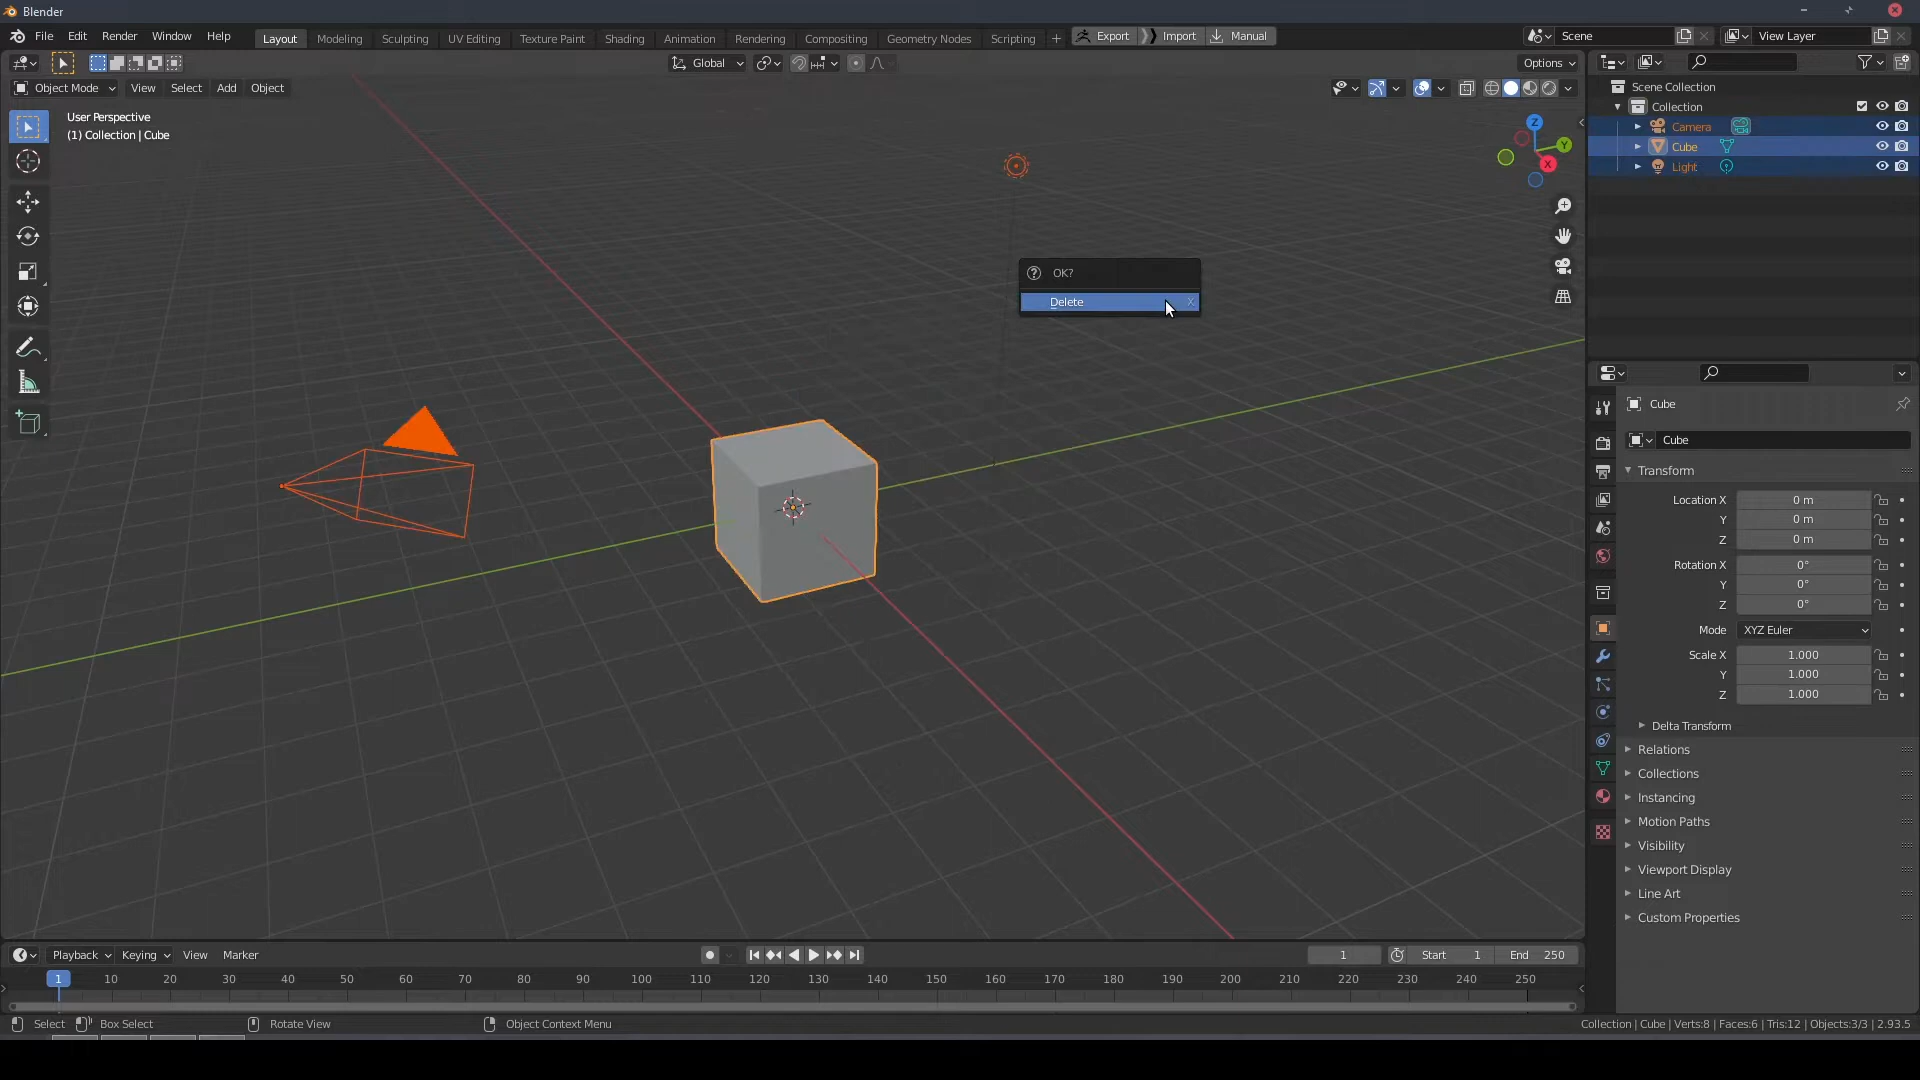 Blender
File Edit Render Window Help
Layout Modeling Sculpting UV Editing Texture Paint Shading Animation Rendering Compositing Geometry Nodes Scripting + Export Import Manual
Scene
View Layer
Global
Options
Object Mode View Select Add Object
User Perspective
(1) Collection | Cube
Z
Y
X
OK?
Delete X
Scene Collection
Collection
Camera
Cube
Light
Cube
Cube
Transform
Location X 0 m
Y 0 m
Z 0 m
Rotation X 0°
Y 0°
Z 0°
Mode XYZ Euler
Scale X 1.000
Y 1.000
Z 1.000
Delta Transform
Relations
Collections
Instancing
Motion Paths
Visibility
Viewport Display
Line Art
Custom Properties
Playback Keying View Marker
1 Start 1 End 250
1 10 20 30 40 50 60 70 80 90 100 110 120 130 140 150 160 170 180 190 200 210 220 230 240 250
Select Box Select Rotate View Object Context Menu
Collection | Cube | Verts:8 | Faces:6 | Tris:12 | Objects:3/3 | 2.93.5